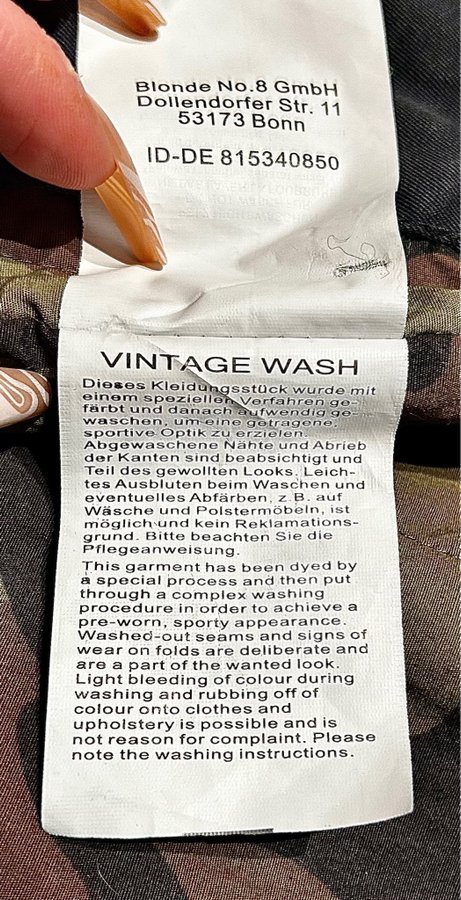 Blonde No.8 GmbH
Dollendorfer Str. 11
53173 Bonn
ID-DE 815340850
VINTAGE WASH
Dieses Kleidungsstück wurde mit
einem speziellen Verfahren ge-
färbt und danach aufwendig ge-
waschen, um eine getragene,
sportive Optik zu erzielen.
Abgewaschene Nähte und Abrieb
der Kanten sind beabsichtigt und
Teil des gewollten Looks. Leich-
tes Ausbluten beim Waschen und
eventuelles Abfärben, z.B. auf
Wäsche und Polstermöbeln, ist
möglich und kein Reklamations-
grund. Bitte beachten Sie die
Pflegeanweisung.
This garment has been dyed by
a special process and then put
through a complex washing
procedure in order to achieve a
pre-worn, sporty appearance.
Washed-out seams and signs of
wear on folds are deliberate and
are a part of the wanted look.
Light bleeding of colour during
washing and rubbing off of
colour onto clothes and
upholstery is possible and is
not reason for complaint. Please
note the washing instructions.